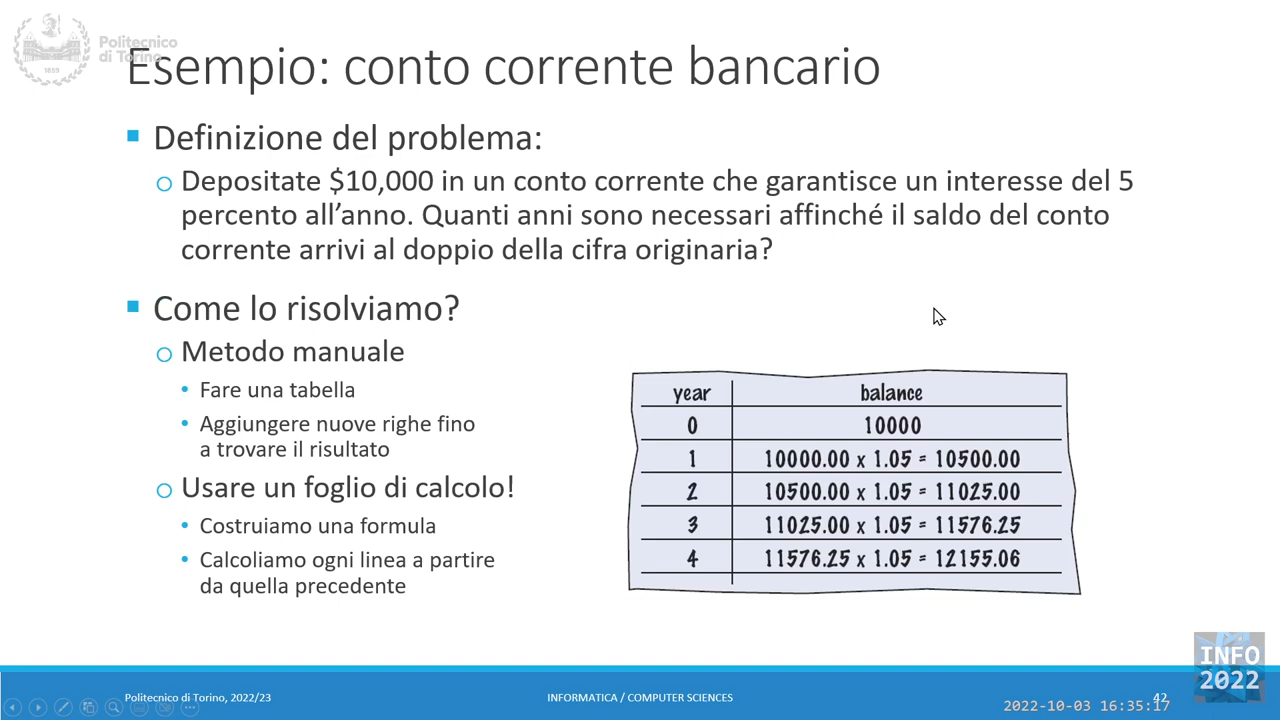 Politecnico
di Torino
1859
Esempio: conto corrente bancario
Definizione del problema:
Depositate $10,000 in un conto corrente che garantisce un interesse del 5
percento all’anno. Quanti anni sono necessari affinché il saldo del conto
corrente arrivi al doppio della cifra originaria?
Come lo risolviamo?
Metodo manuale
Fare una tabella
Aggiungere nuove righe fino
a trovare il risultato
Usare un foglio di calcolo!
Costruiamo una formula
Calcoliamo ogni linea a partire
da quella precedente
year balance
0 10000
1 10000.00 x 1.05 = 10500.00
2 10500.00 x 1.05 = 11025.00
3 11025.00 x 1.05 = 11576.25
4 11576.25 x 1.05 = 12155.06
Politecnico di Torino, 2022/23
INFORMATICA / COMPUTER SCIENCES
42
INFO
2022
2022-10-03 16:35:17